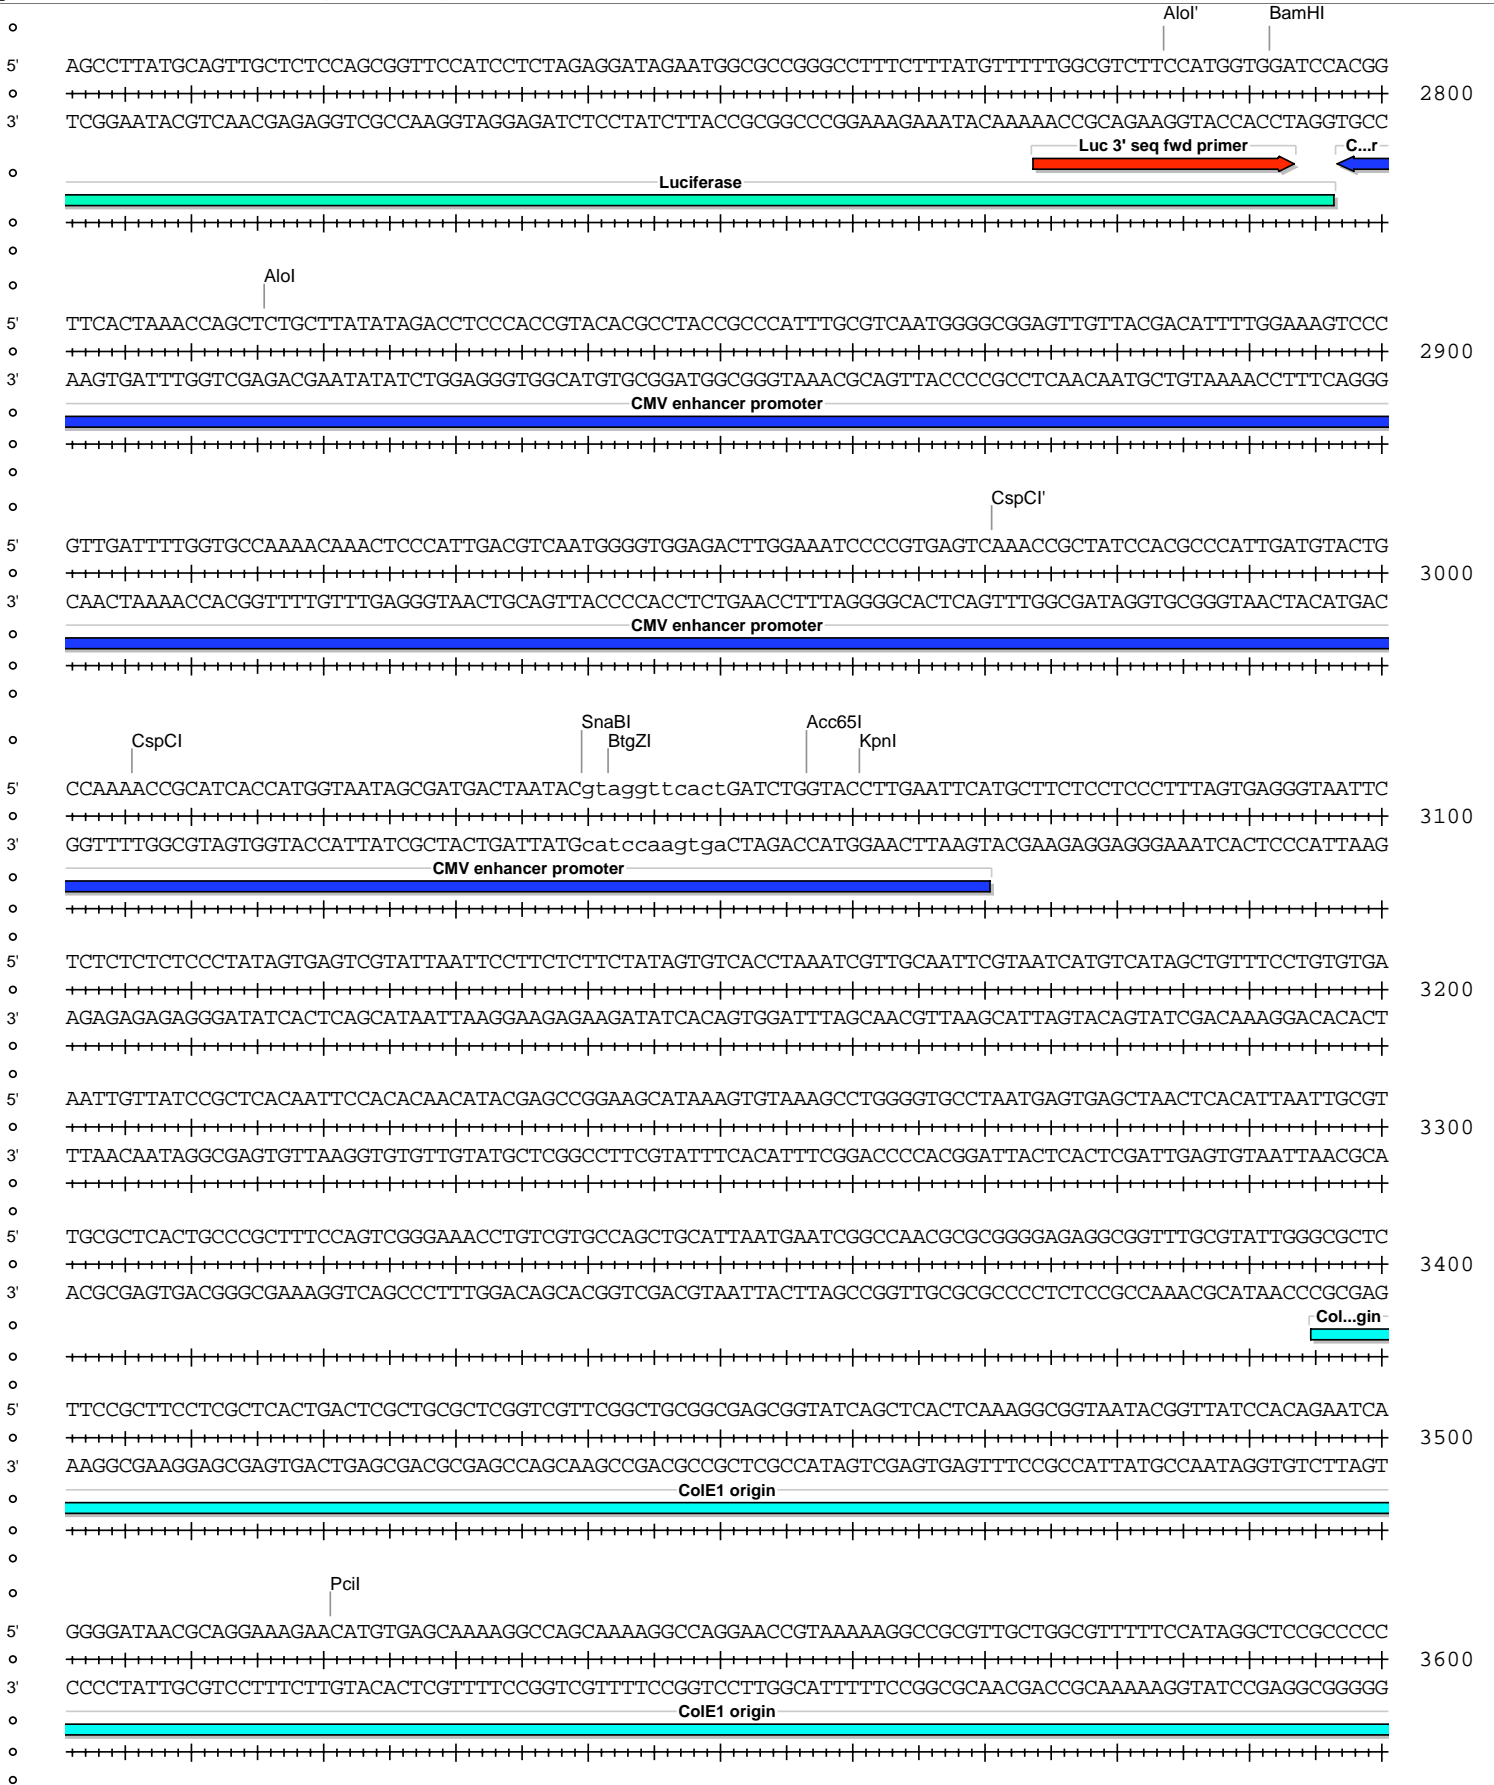 AloI' BamHI
5' AGCCTTATGCAGTTGCTCTCCAGCGGTTCCATCCTCTAGAGGATAGAATGGCGCCGGGCCTTTCTTTATGTTTTTGGCGTCTTCCATGGTGGATCCACGG
2800
3' TCGGAATACGTCAACGAGAGGTCGCCAAGGTAGGAGATCTCCTATCTTACCGCGGCCCGGAAAGAAATACAAAAACCGCAGAAGGTACCACCTAGGTGCC
Luc 3' seq fwd primer C...r
Luciferase
AloI
5' TTCACTAAACCAGCTCTGCTTATATAGACCTCCCACCGTACACGCCTACCGCCCATTTGCGTCAATGGGGCGGAGTTGTTACGACATTTTGGAAAGTCCC
2900
3' AAGTGATTTGGTCGAGACGAATATATCTGGAGGGTGGCATGTGCGGATGGCGGGTAAACGCAGTTACCCCGCCTCAACAATGCTGTAAAACCTTTCAGGG
CMV enhancer promoter
CspCI'
5' GTTGATTTTGGTGCCAAAACAAACTCCCATTGACGTCAATGGGGTGGAGACTTGGAAATCCCCGTGAGTCAAACCGCTATCCACGCCCATTGATGTACTG
3000
3' CAACTAAAACCACGGTTTTGTTTGAGGGTAACTGCAGTTACCCCACCTCTGAACCTTTAGGGGCACTCAGTTTGGCGATAGGTGCGGGTAACTACATGAC
CMV enhancer promoter
SnaBI Acc65I
CspCI BtgZI KpnI
5' CCAAAACCGCATCACCATGGTAATAGCGATGACTAATACgtaggttcactGATCTGGTACCTTGAATTCATGCTTCTCCTCCCTTTAGTGAGGGTAATTC
3100
3' GGTTTTGGCGTAGTGGTACCATTATCGCTACTGATTATGcatccaagtgaCTAGACCATGGAACTTAAGTACGAAGAGGAGGGAAATCACTCCCATTAAG
CMV enhancer promoter
5' TCTCTCTCTCCCTATAGTGAGTCGTATTAATTCCTTCTCTTCTATAGTGTCACCTAAATCGTTGCAATTCGTAATCATGTCATAGCTGTTTCCTGTGTGA
3200
3' AGAGAGAGAGGGATATCACTCAGCATAATTAAGGAAGAGAAGATATCACAGTGGATTTAGCAACGTTAAGCATTAGTACAGTATCGACAAAGGACACACT
5' AATTGTTATCCGCTCACAATTCCACACAACATACGAGCCGGAAGCATAAAGTGTAAAGCCTGGGGTGCCTAATGAGTGAGCTAACTCACATTAATTGCGT
3300
3' TTAACAATAGGCGAGTGTTAAGGTGTGTTGTATGCTCGGCCTTCGTATTTCACATTTCGGACCCCACGGATTACTCACTCGATTGAGTGTAATTAACGCA
5' TGCGCTCACTGCCCGCTTTCCAGTCGGGAAACCTGTCGTGCCAGCTGCATTAATGAATCGGCCAACGCGCGGGGAGAGGCGGTTTGCGTATTGGGCGCTC
3400
3' ACGCGAGTGACGGGCGAAAGGTCAGCCCTTTGGACAGCACGGTCGACGTAATTACTTAGCCGGTTGCGCGCCCCTCTCCGCCAAACGCATAACCCGCGAG
Col...gin
5' TTCCGCTTCCTCGCTCACTGACTCGCTGCGCTCGGTCGTTCGGCTGCGGCGAGCGGTATCAGCTCACTCAAAGGCGGTAATACGGTTATCCACAGAATCA
3500
3' AAGGCGAAGGAGCGAGTGACTGAGCGACGCGAGCCAGCAAGCCGACGCCGCTCGCCATAGTCGAGTGAGTTTCCGCCATTATGCCAATAGGTGTCTTAGT
ColE1 origin
PciI
5' GGGGATAACGCAGGAAAGAACATGTGAGCAAAAGGCCAGCAAAAGGCCAGGAACCGTAAAAAGGCCGCGTTGCTGGCGTTTTTCCATAGGCTCCGCCCCC
3600
3' CCCCTATTGCGTCCTTTCTTGTACACTCGTTTTCCGGTCGTTTTCCGGTCCTTGGCATTTTTCCGGCGCAACGACCGCAAAAAGGTATCCGAGGCGGGGG
ColE1 origin